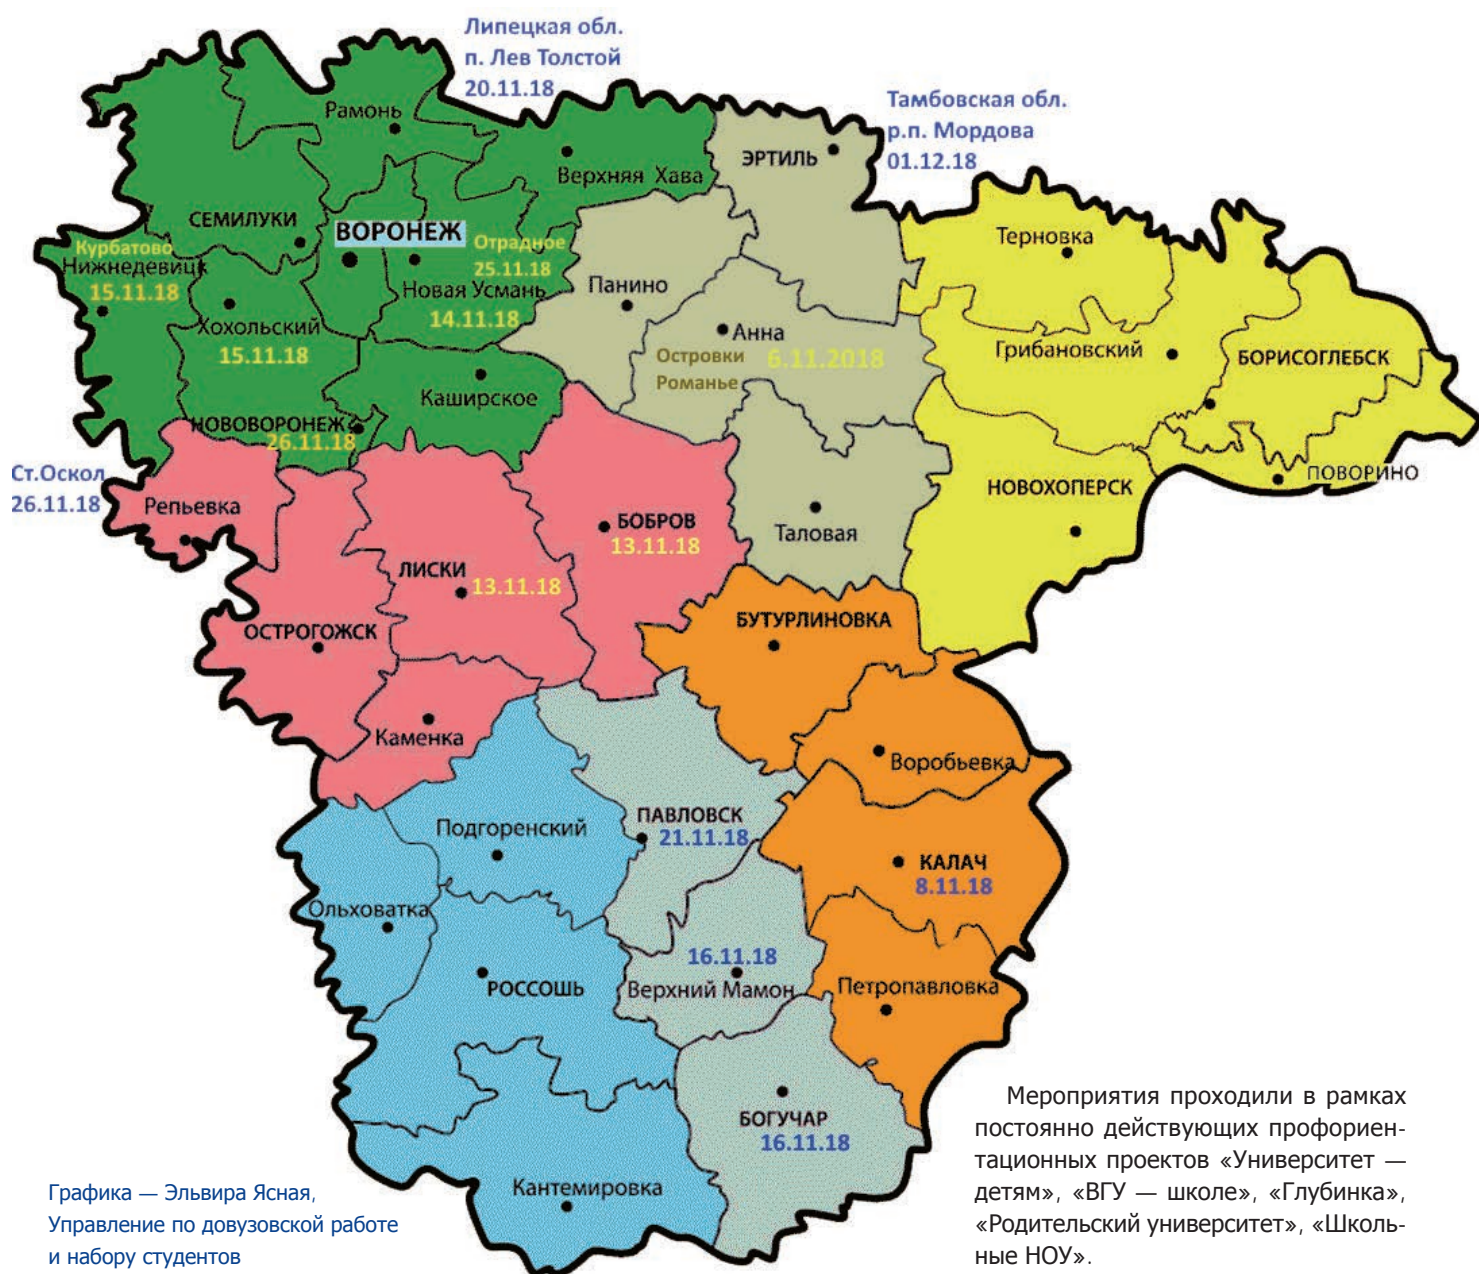 Липецкая обл.
п. Лев Толстой
20.11.18
Тамбовская обл.
р.п. Мордова
01.12.18
Рамонь
Верхняя Хава
ЭРТИЛЬ
СЕМИЛУКИ
ВОРОНЕЖ
Терновка
Курбатово
Нижнедевицк
15.11.18
Отрадное
25.11.18
Новая Усмань
14.11.18
Панино
Хохольский
15.11.18
Анна
Островки
Романье
6.11.2018
Грибановский
БОРИСОГЛЕБСК
Каширское
НОВОВОРОНЕЖ
26.11.18
Ст.Оскол
26.11.18
Репьевка
ПОВОРИНО
НОВОХОПЕРСК
БОБРОВ
13.11.18
Таловая
ЛИСКИ
13.11.18
ОСТРОГОЖСК
БУТУРЛИНОВКА
Каменка
Воробьевка
Подгоренский
ПАВЛОВСК
21.11.18
КАЛАЧ
8.11.18
Ольховатка
16.11.18
Верхний Мамон
РОССОШЬ
Петропавловка
БОГУЧАР
16.11.18
Кантемировка
Графика — Эльвира Ясная,
Управление по довузовской работе
и набору студентов
Мероприятия проходили в рамках
постоянно действующих профориен-
тационных проектов «Университет —
детям», «ВГУ — школе», «Глубинка»,
«Родительский университет», «Школь-
ные НОУ».